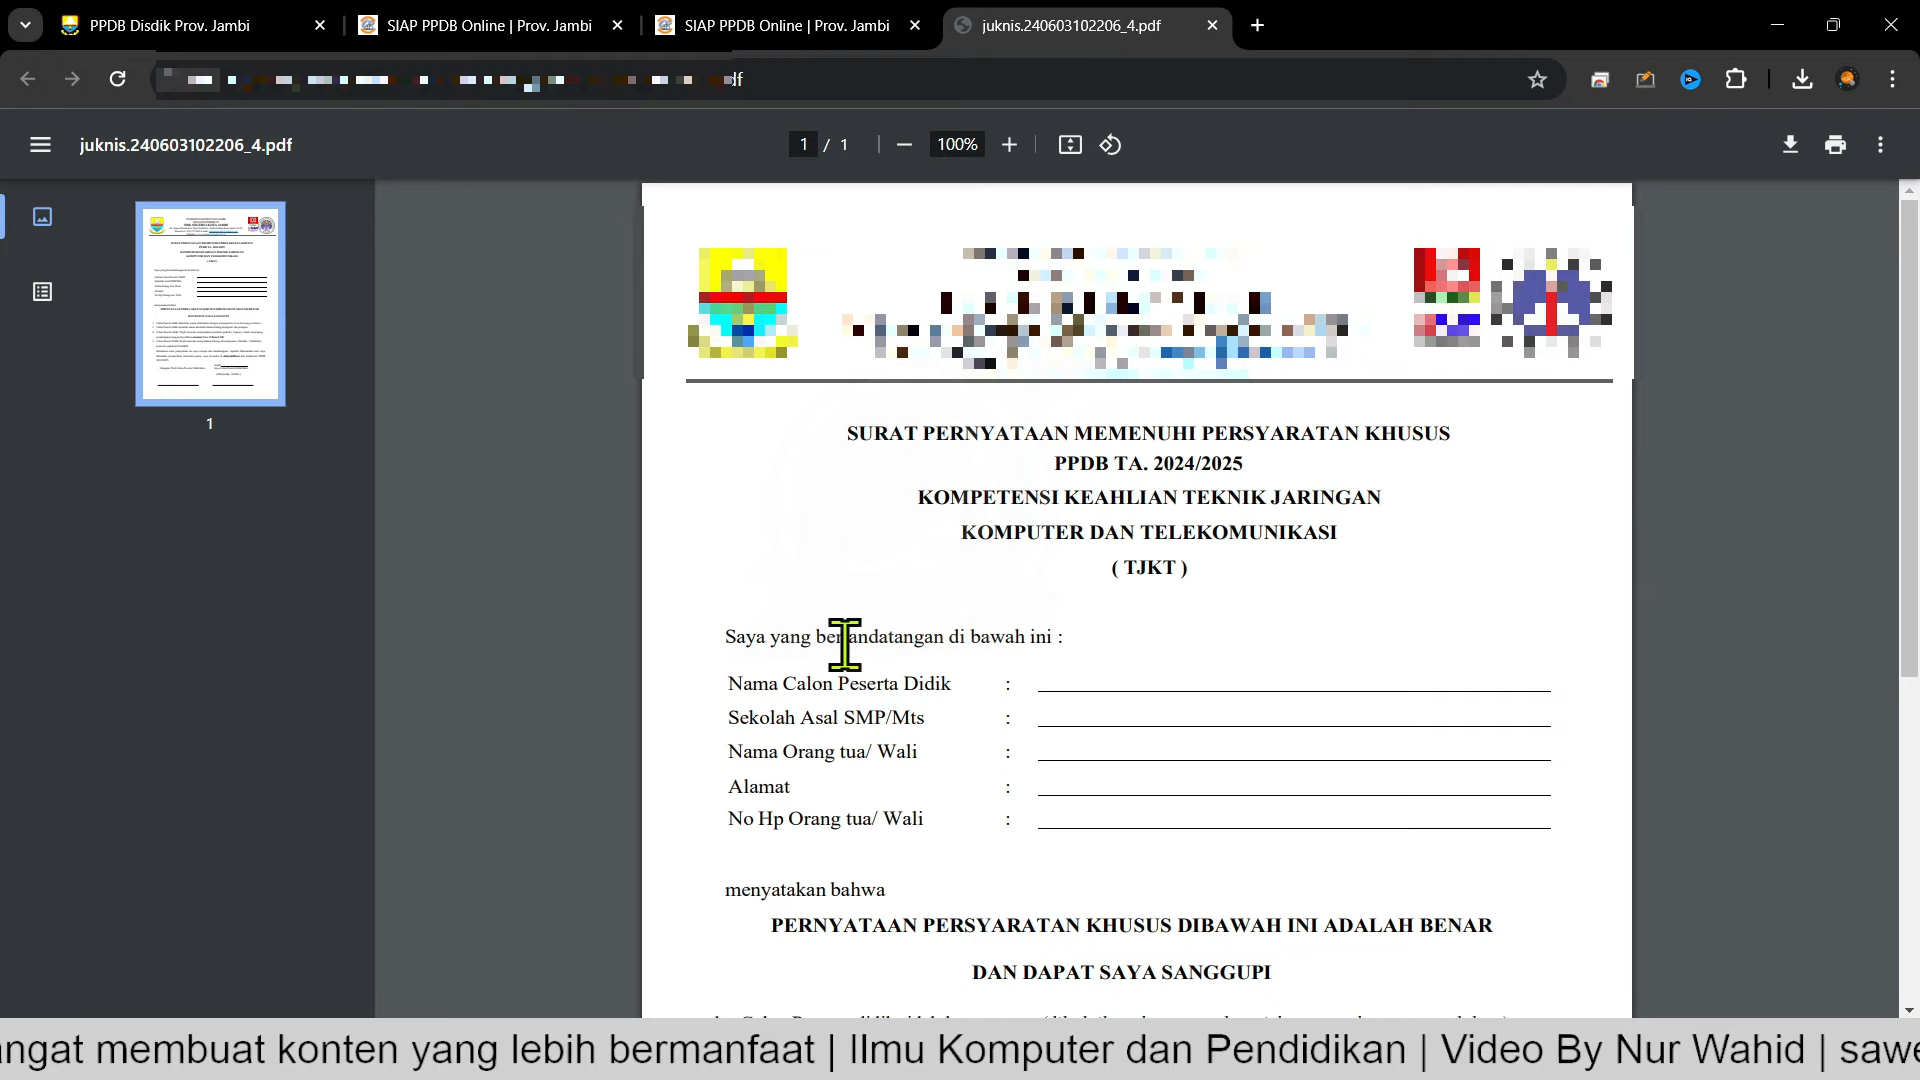 PPDB Disdik Prov. Jambi
SIAP PPDB Online | Prov. Jambi
SIAP PPDB Online | Prov. Jambi
juknis.240603102206_4.pdf
juknis.240603102206_4.pdf
1 / 1
100%
1
SURAT PERNYATAAN MEMENUHI PERSYARATAN KHUSUS
PPDB TA. 2024/2025
KOMPETENSI KEAHLIAN TEKNIK JARINGAN
KOMPUTER DAN TELEKOMUNIKASI
( TJKT )
Saya yang bertandatangan di bawah ini :
Nama Calon Peserta Didik :
Sekolah Asal SMP/Mts :
Nama Orang tua/ Wali :
Alamat :
No Hp Orang tua/ Wali :
menyatakan bahwa
PERNYATAAN PERSYARATAN KHUSUS DIBAWAH INI ADALAH BENAR
DAN DAPAT SAYA SANGGUPI
membuat konten yang lebih bermanfaat | Ilmu Komputer dan Pendidikan | Video By Nur Wahid |